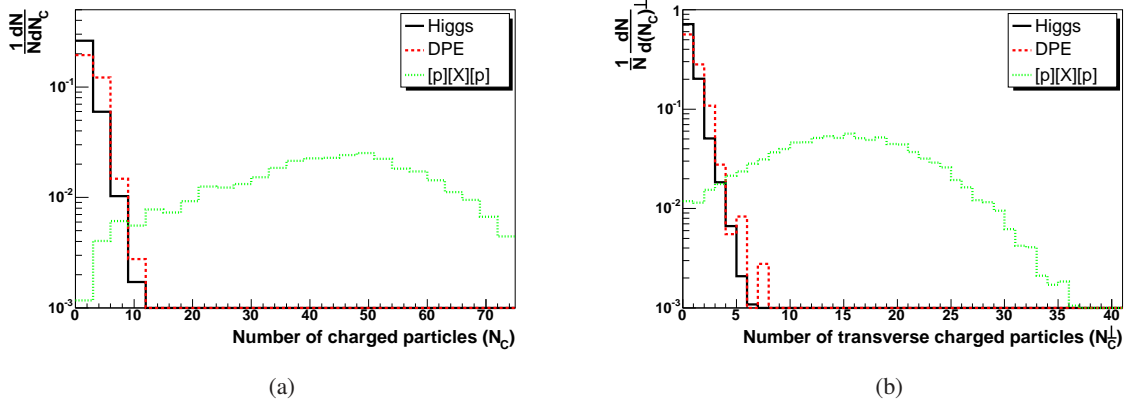 1 dN
N dN_C
Higgs
DPE
[p][X][p]
10^-1
10^-2
10^-3
0 10 20 30 40 50 60 70
Number of charged particles (N_C)
(a)
1 dN
N d(N_C)^⊥
Higgs
DPE
[p][X][p]
1
10^-1
10^-2
10^-3
0 5 10 15 20 25 30 35 40
Number of transverse charged particles (N_C^⊥)
(b)